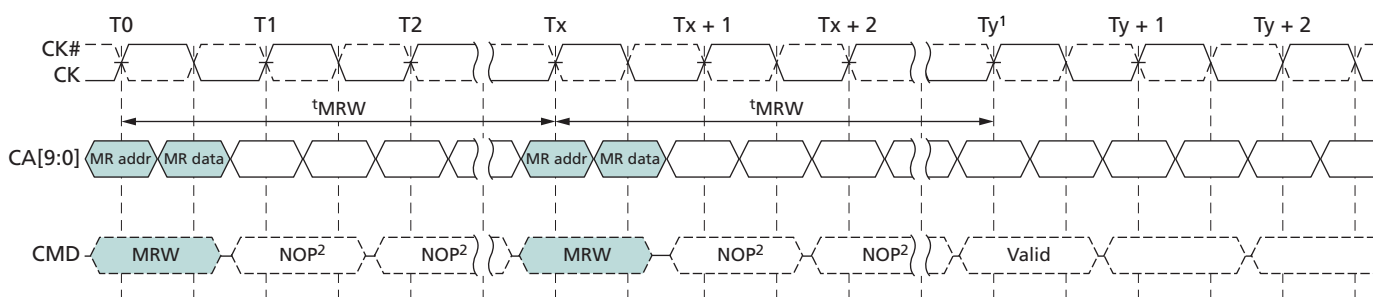 T0 T1 T2 Tx Tx + 1 Tx + 2 Ty¹ Ty + 1 Ty + 2
CK#
CK
ᵗMRW ᵗMRW
CA[9:0] MR addr MR data MR addr MR data
CMD MRW NOP² NOP² MRW NOP² NOP² Valid